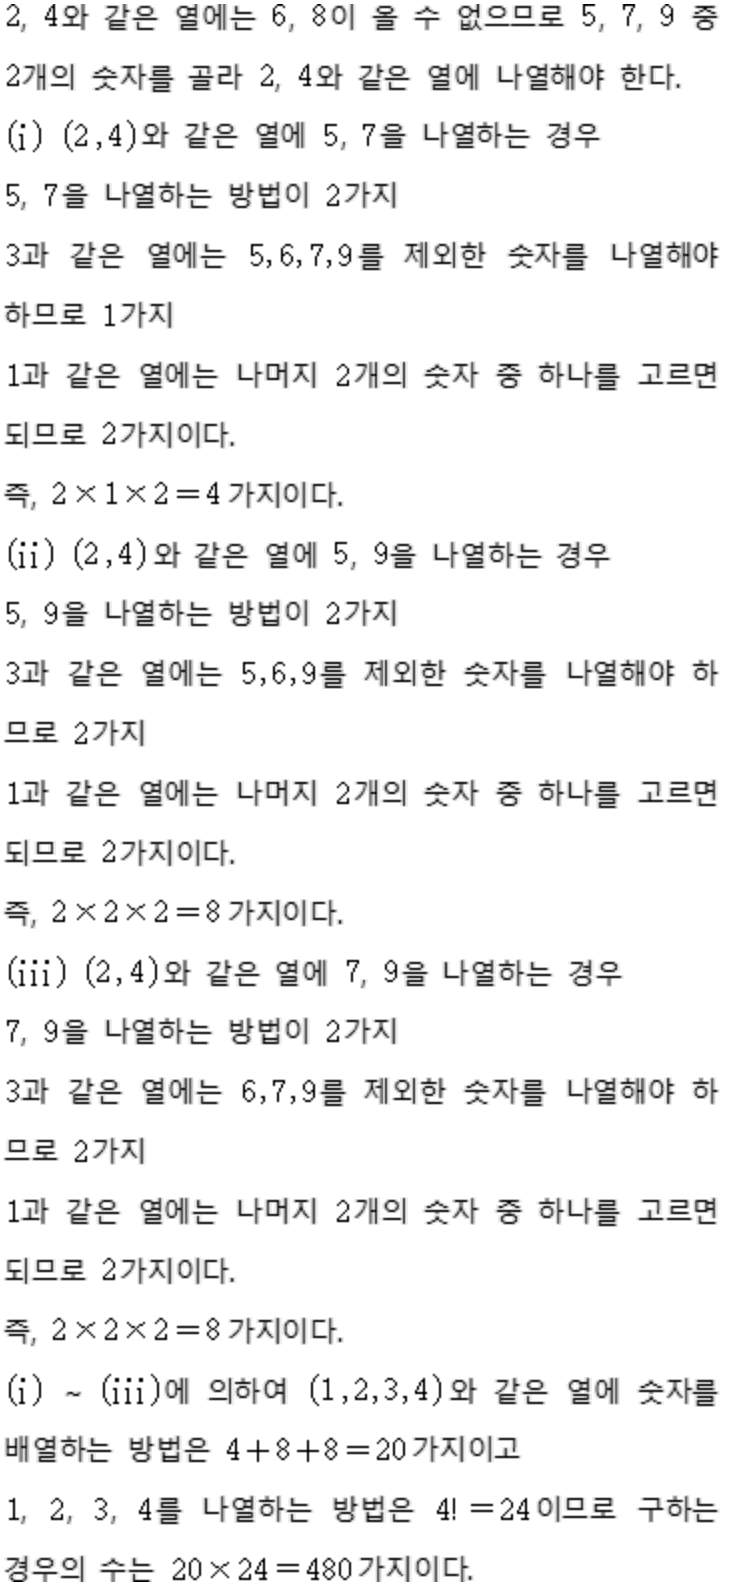 2, 4와 같은 열에는 6, 8이 올 수 없으므로 5, 7, 9 중
2개의 숫자를 골라 2, 4와 같은 열에 나열해야 한다.
(i) (2,4)와 같은 열에 5, 7을 나열하는 경우
5, 7을 나열하는 방법이 2가지
3과 같은 열에는 5,6,7,9를 제외한 숫자를 나열해야
하므로 1가지
1과 같은 열에는 나머지 2개의 숫자 중 하나를 고르면
되므로 2가지이다.
즉, 2×1×2=4가지이다.
(ii) (2,4)와 같은 열에 5, 9을 나열하는 경우
5, 9을 나열하는 방법이 2가지
3과 같은 열에는 5,6,9를 제외한 숫자를 나열해야 하
므로 2가지
1과 같은 열에는 나머지 2개의 숫자 중 하나를 고르면
되므로 2가지이다.
즉, 2×2×2=8가지이다.
(iii) (2,4)와 같은 열에 7, 9을 나열하는 경우
7, 9을 나열하는 방법이 2가지
3과 같은 열에는 6,7,9를 제외한 숫자를 나열해야 하
므로 2가지
1과 같은 열에는 나머지 2개의 숫자 중 하나를 고르면
되므로 2가지이다.
즉, 2×2×2=8가지이다.
(i) ~ (iii)에 의하여 (1,2,3,4)와 같은 열에 숫자를
배열하는 방법은 4+8+8=20가지이고
1, 2, 3, 4를 나열하는 방법은 4! =24이므로 구하는
경우의 수는 20×24=480가지이다.